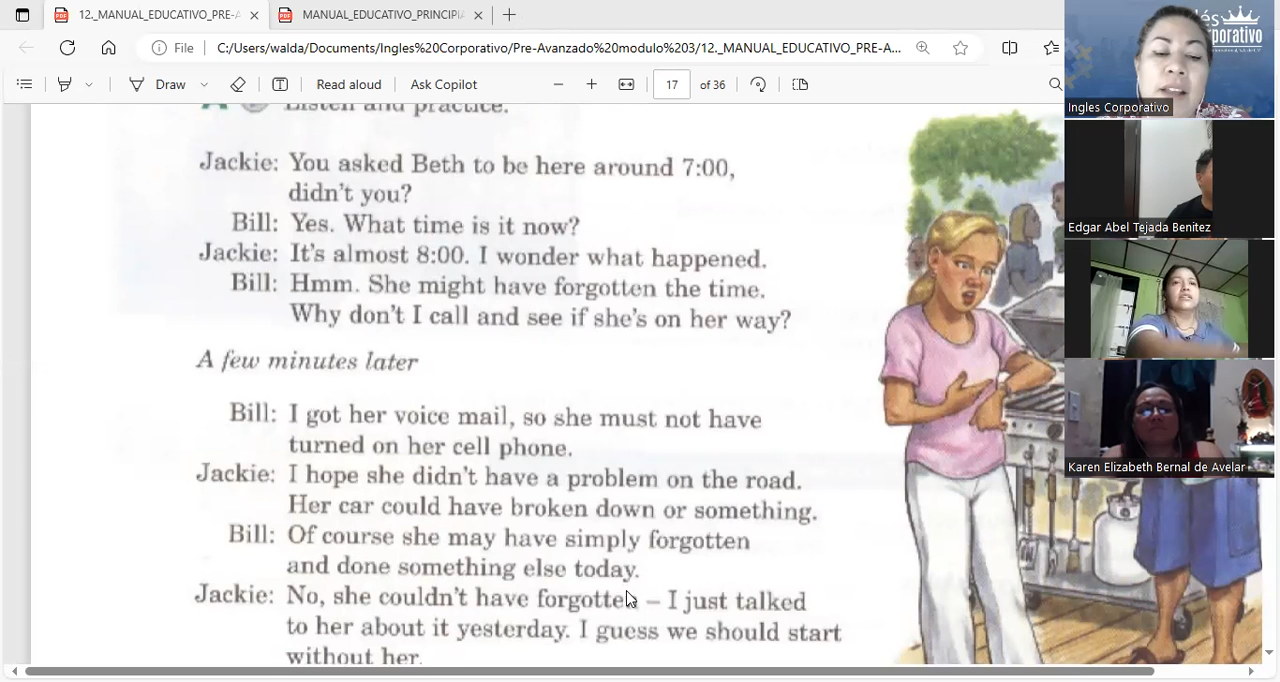 12._MANUAL_EDUCATIVO_PRE-A
MANUAL_EDUCATIVO_PRINCIPIA
File
C:/Users/walda/Documents/Ingles%20Corporativo/Pre-Avanzado%20modulo%203/12._MANUAL_EDUCATIVO_PRE-A...
Draw
Read aloud
Ask Copilot
17 of 36
Listen and practice.
Jackie: You asked Beth to be here around 7:00,
didn't you?
Bill: Yes. What time is it now?
Jackie: It's almost 8:00. I wonder what happened.
Bill: Hmm. She might have forgotten the time.
Why don't I call and see if she's on her way?
A few minutes later
Bill: I got her voice mail, so she must not have
turned on her cell phone.
Jackie: I hope she didn't have a problem on the road.
Her car could have broken down or something.
Bill: Of course she may have simply forgotten
and done something else today.
Jackie: No, she couldn't have forgotten – I just talked
to her about it yesterday. I guess we should start
without her.
Ingles Corporativo
Edgar Abel Tejada Benitez
Karen Elizabeth Bernal de Avelar